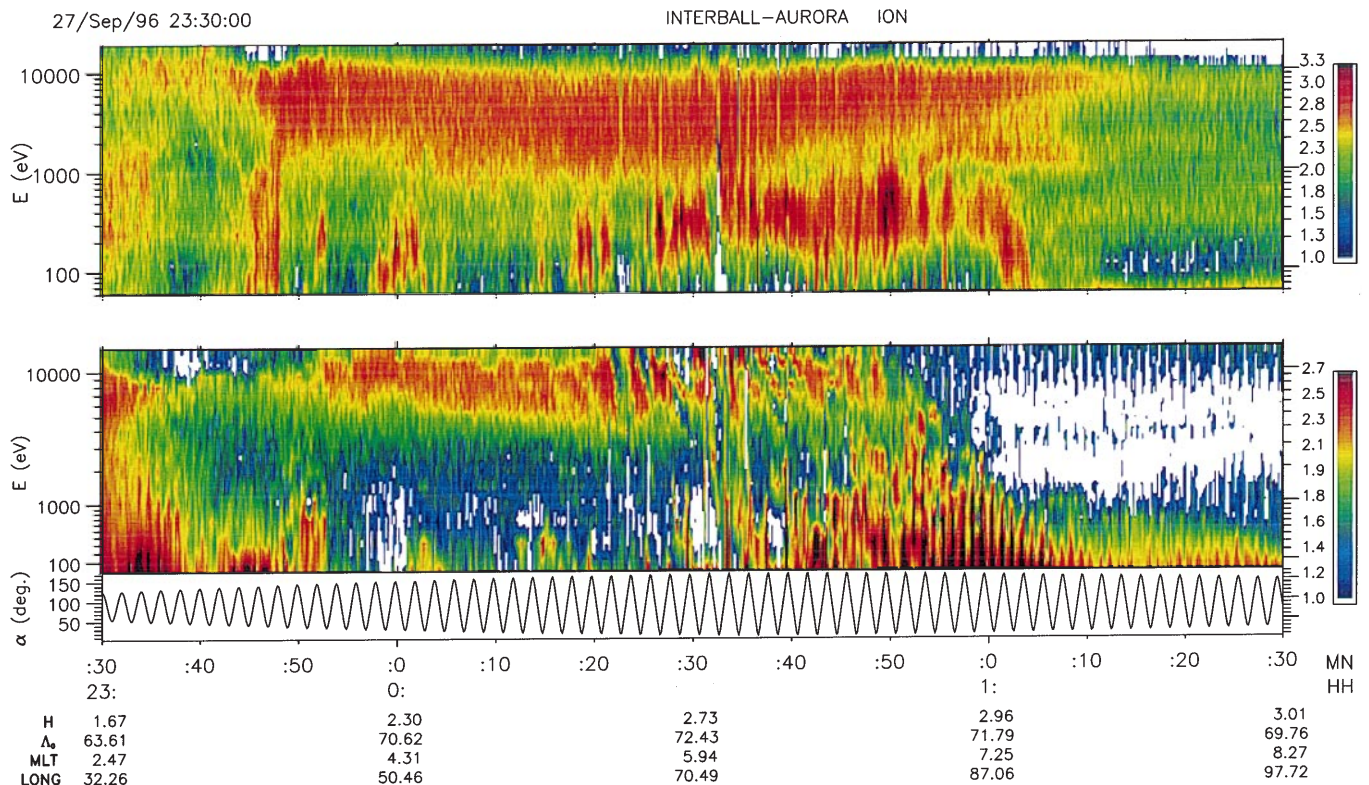 27/Sep/96 23:30:00
INTERBALL-AURORA ION
10000
1000
100
E (eV)
3.3
3.0
2.8
2.5
2.3
2.0
1.8
1.5
1.3
1.0
10000
1000
100
E (eV)
2.7
2.5
2.3
2.1
1.9
1.8
1.6
1.4
1.2
1.0
150
100
50
α (deg.)
:30 :40 :50 :0 :10 :20 :30 :40 :50 :0 :10 :20 :30 MN
23: 0: 1: HH
H 1.67 2.30 2.73 2.96 3.01
Λ₀ 63.61 70.62 72.43 71.79 69.76
MLT 2.47 4.31 5.94 7.25 8.27
LONG 32.26 50.46 70.49 87.06 97.72